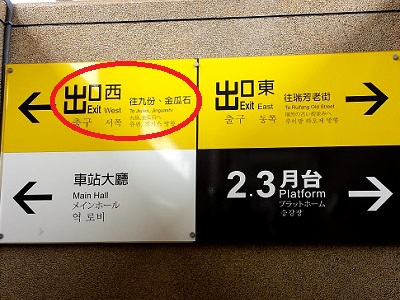 出口西 往九份、金瓜石
Exit West To Jiufen, Jinguashi
출구 서쪽
出口東 往瑞芳老街
Exit East To Ruifang Old Street
출구 동쪽
車站大廳
Main Hall
メインホール
역 로비
2.3月台
Platform
プラットホーム
승강장